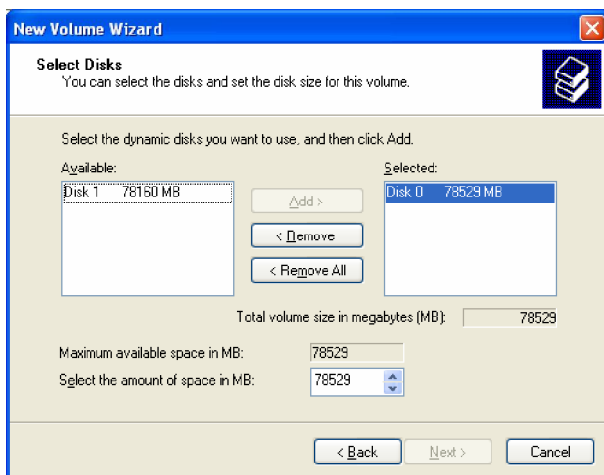 New Volume Wizard
Select Disks
You can select the disks and set the disk size for this volume.
Select the dynamic disks you want to use, and then click Add.
Available:
Selected:
Disk 1 78160 MB
Disk 0 78529 MB
Add >
< Remove
< Remove All
Total volume size in megabytes (MB): 78529
Maximum available space in MB: 78529
Select the amount of space in MB: 78529
< Back
Next >
Cancel